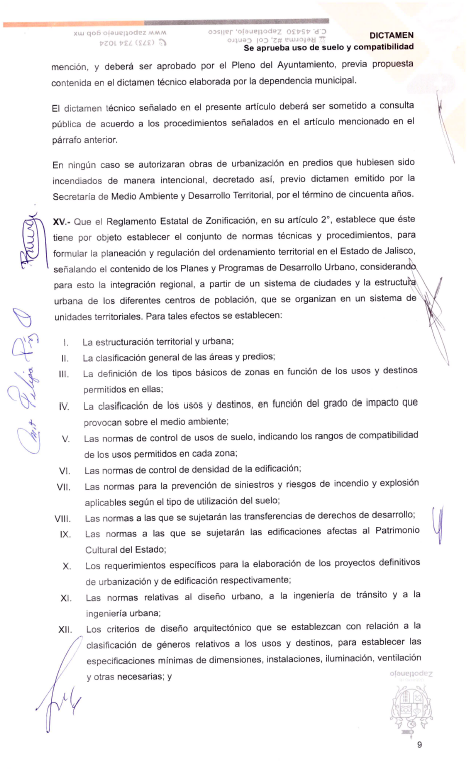 www.qob.ojenaltopaz.www
Reforma #2, Col. Centro
C.P. 45430 Zapotlanejo, Jalisco.
(373) 734 1024
DICTAMEN
Se aprueba uso de suelo y compatibilidad
mención, y deberá ser aprobado por el Pleno del Ayuntamiento, previa propuesta
contenida en el dictamen técnico elaborada por la dependencia municipal.
El dictamen técnico señalado en el presente artículo deberá ser sometido a consulta
pública de acuerdo a los procedimientos señalados en el artículo mencionado en el
párrafo anterior.
En ningún caso se autorizaran obras de urbanización en predios que hubiesen sido
incendiados de manera intencional, decretado así, previo dictamen emitido por la
Secretaría de Medio Ambiente y Desarrollo Territorial, por el término de cincuenta años.
XV.- Que el Reglamento Estatal de Zonificación, en su artículo 2°, establece que éste
tiene por objeto establecer el conjunto de normas técnicas y procedimientos, para
formular la planeación y regulación del ordenamiento territorial en el Estado de Jalisco,
señalando el contenido de los Planes y Programas de Desarrollo Urbano, considerando
para esto la integración regional, a partir de un sistema de ciudades y la estructura
urbana de los diferentes centros de población, que se organizan en un sistema de
unidades territoriales. Para tales efectos se establecen:
I. La estructuración territorial y urbana;
II. La clasificación general de las áreas y predios;
III. La definición de los tipos básicos de zonas en función de los usos y destinos
permitidos en ellas;
IV. La clasificación de los usos y destinos, en función del grado de impacto que
provocan sobre el medio ambiente;
V. Las normas de control de usos de suelo, indicando los rangos de compatibilidad
de los usos permitidos en cada zona;
VI. Las normas de control de densidad de la edificación;
VII. Las normas para la prevención de siniestros y riesgos de incendio y explosión
aplicables según el tipo de utilización del suelo;
VIII. Las normas a las que se sujetarán las transferencias de derechos de desarrollo;
IX. Las normas a las que se sujetarán las edificaciones afectas al Patrimonio
Cultural del Estado;
X. Los requerimientos específicos para la elaboración de los proyectos definitivos
de urbanización y de edificación respectivamente;
XI. Las normas relativas al diseño urbano, a la ingeniería de tránsito y a la
ingeniería urbana;
XII. Los criterios de diseño arquitectónico que se establezcan con relación a la
clasificación de géneros relativos a los usos y destinos, para establecer las
especificaciones mínimas de dimensiones, instalaciones, iluminación, ventilación
y otras necesarias; y
Zapotlanejo
9